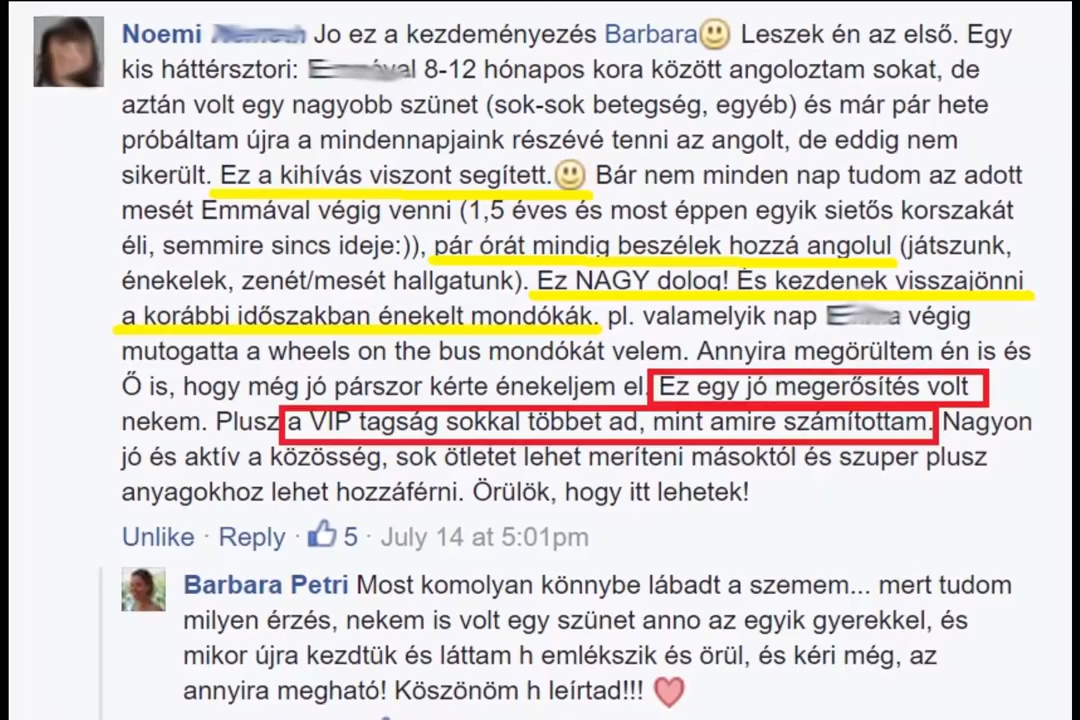 Noemi Jo ez a kezdeményezés Barbara Leszek én az első. Egy
kis háttérsztori: 8-12 hónapos kora között angoloztam sokat, de
aztán volt egy nagyobb szünet (sok-sok betegség, egyéb) és már pár hete
próbáltam újra a mindennapjaink részévé tenni az angolt, de eddig nem
sikerült. Ez a kihívás viszont segített. Bár nem minden nap tudom az adott
mesét Emmával végig venni (1,5 éves és most éppen egyik sietős korszakát
éli, semmire sincs ideje:)), pár órát mindig beszélek hozzá angolul (játszunk,
énekelek, zenét/mesét hallgatunk). Ez NAGY dolog! És kezdenek visszajönni
a korábbi időszakban énekelt mondókák. pl. valamelyik nap végig
mutogatta a wheels on the bus mondókát velem. Annyira megörültem én is és
Ő is, hogy még jó párszor kérte énekeljem el. Ez egy jó megerősítés volt
nekem. Plusz a VIP tagság sokkal többet ad, mint amire számítottam. Nagyon
jó és aktív a közösség, sok ötletet lehet meríteni másoktól és szuper plusz
anyagokhoz lehet hozzáférni. Örülök, hogy itt lehetek!
Unlike · Reply · 5 · July 14 at 5:01pm
Barbara Petri Most komolyan könnybe lábadt a szemem... mert tudom
milyen érzés, nekem is volt egy szünet anno az egyik gyerekkel, és
mikor újra kezdtük és láttam h emlékszik és örül, és kéri még, az
annyira megható! Köszönöm h leírtad!!!